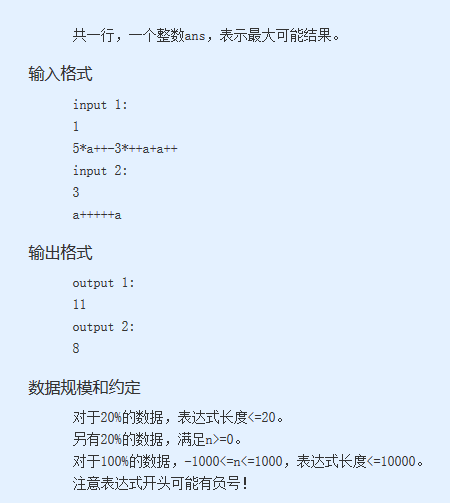 共一行，一个整数ans，表示最大可能结果。
输入格式
input 1:
1
5*a++-3*++a+a++
input 2:
3
a+++++a
输出格式
output 1:
11
output 2:
8
数据规模和约定
对于20%的数据，表达式长度<=20。
另有20%的数据，满足n>=0。
对于100%的数据，-1000<=n<=1000，表达式长度<=10000。
注意表达式开头可能有负号！